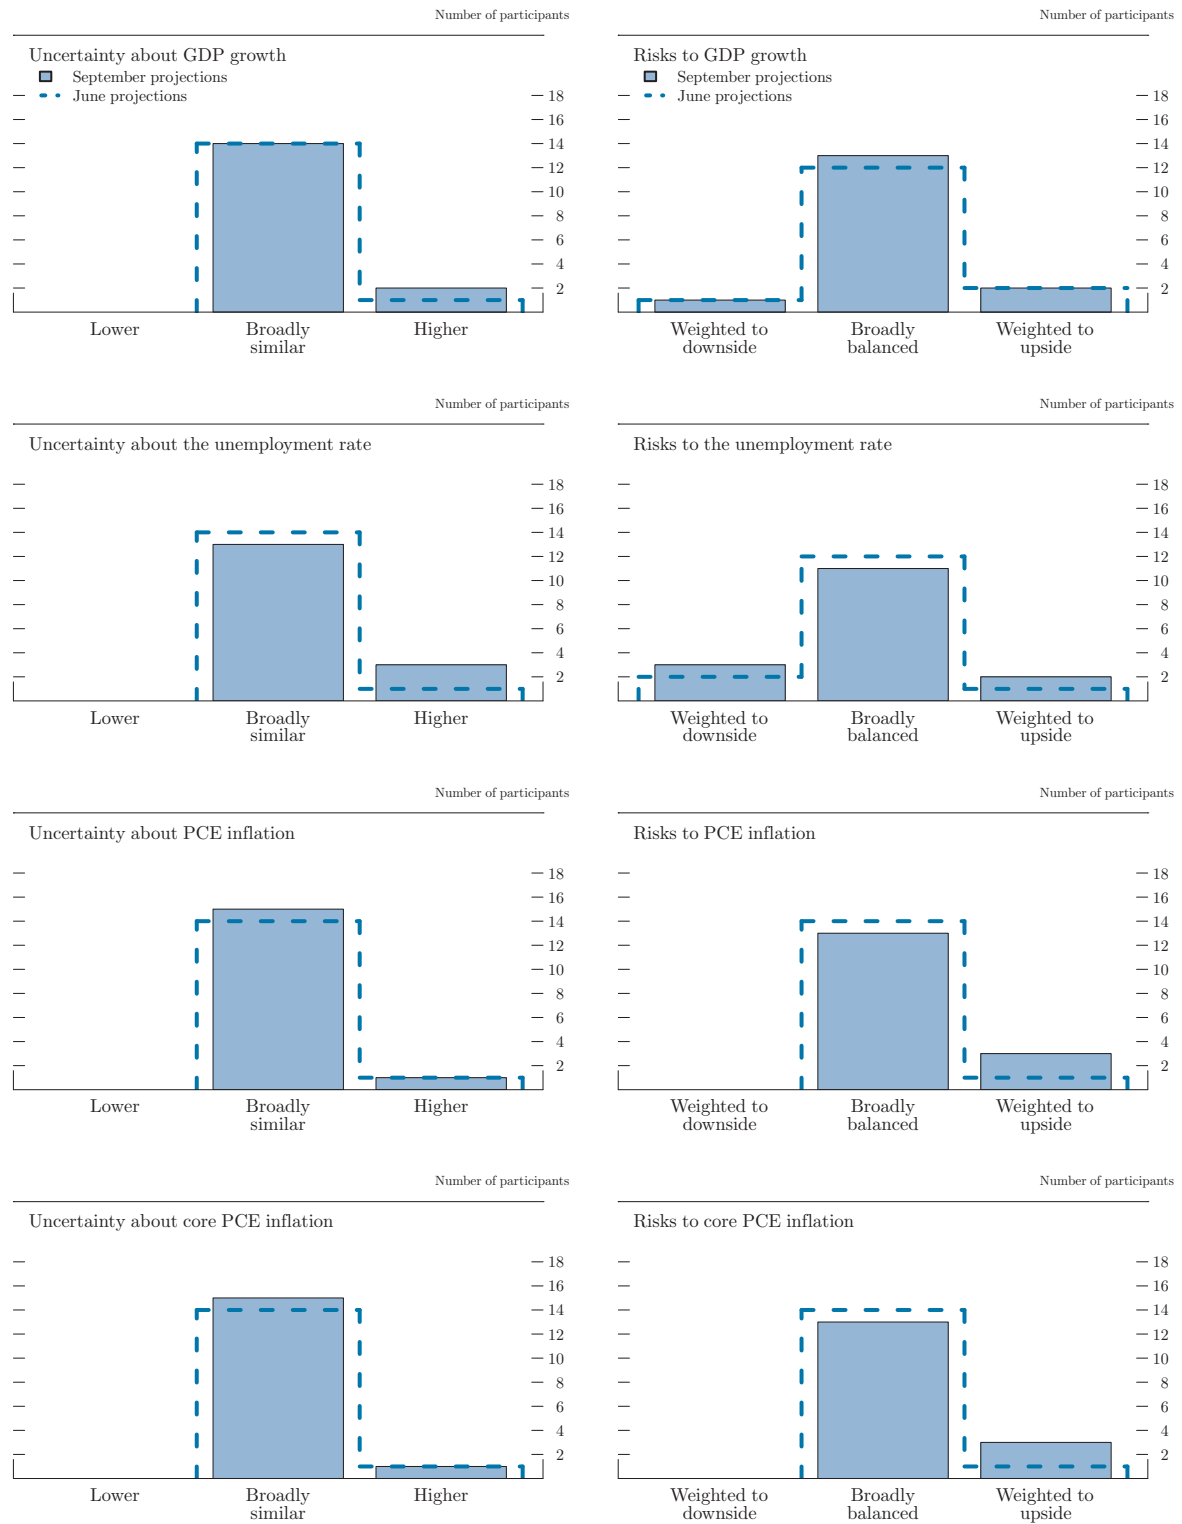 Number of participants
Uncertainty about GDP growth
September projections
June projections
18
16
14
12
10
8
6
4
2
Lower
Broadly
similar
Higher
Number of participants
Risks to GDP growth
September projections
June projections
18
16
14
12
10
8
6
4
2
Weighted to
downside
Broadly
balanced
Weighted to
upside
Number of participants
Uncertainty about the unemployment rate
18
16
14
12
10
8
6
4
2
Lower
Broadly
similar
Higher
Number of participants
Risks to the unemployment rate
18
16
14
12
10
8
6
4
2
Weighted to
downside
Broadly
balanced
Weighted to
upside
Number of participants
Uncertainty about PCE inflation
18
16
14
12
10
8
6
4
2
Lower
Broadly
similar
Higher
Number of participants
Risks to PCE inflation
18
16
14
12
10
8
6
4
2
Weighted to
downside
Broadly
balanced
Weighted to
upside
Number of participants
Uncertainty about core PCE inflation
18
16
14
12
10
8
6
4
2
Lower
Broadly
similar
Higher
Number of participants
Risks to core PCE inflation
18
16
14
12
10
8
6
4
2
Weighted to
downside
Broadly
balanced
Weighted to
upside